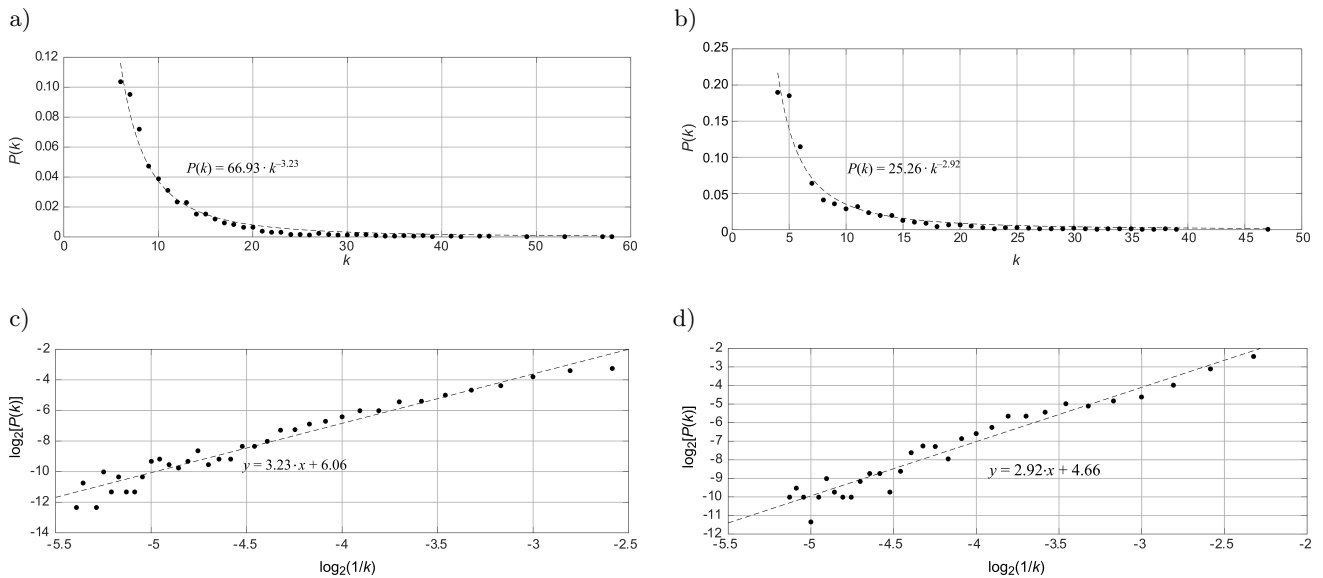 a)
0.12
0.10
0.08
0.06
0.04
0.02
0
P(k)
P(k) = 66.93 · k^–3.23
0 10 20 30 40 50 60
k
b)
0.25
0.20
0.15
0.10
0.05
0
P(k)
P(k) = 25.26 · k^–2.92
0 5 10 15 20 25 30 35 40 45 50
k
c)
-2
-4
-6
-8
-10
-12
-14
log₂[P(k)]
y = 3.23·x + 6.06
-5.5 -5 -4.5 -4 -3.5 -3 -2.5
log₂(1/k)
d)
-2
-3
-4
-5
-6
-7
-8
-9
-10
-11
-12
log₂[P(k)]
y = 2.92·x + 4.66
-5.5 -5 -4.5 -4 -3.5 -3 -2.5 -2
log₂(1/k)